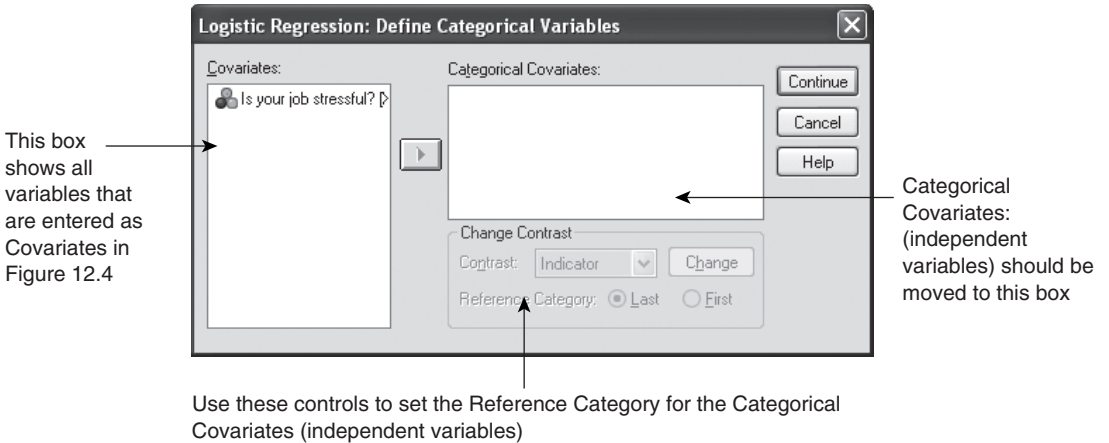 Logistic Regression: Define Categorical Variables
Covariates:
Is your job stressful? [
Categorical Covariates:
Continue
Cancel
Help
Change Contrast
Contrast:
Indicator
Change
Reference Category:
Last
First
This box
shows all
variables that
are entered as
Covariates in
Figure 12.4
Categorical
Covariates:
(independent
variables) should be
moved to this box
Use these controls to set the Reference Category for the Categorical
Covariates (independent variables)